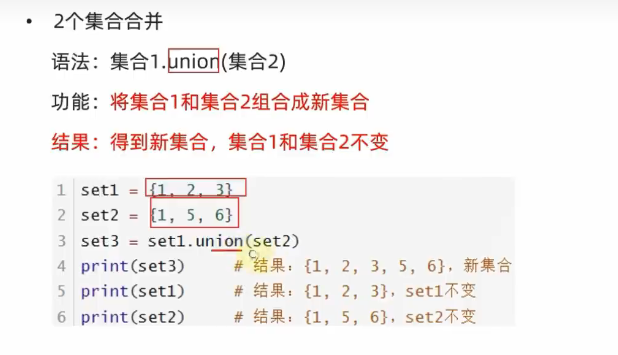 • 2个集合合并
语法：集合1.union(集合2)
功能：将集合1和集合2组合成新集合
结果：得到新集合，集合1和集合2不变
1 set1 = {1, 2, 3}
2 set2 = {1, 5, 6}
3 set3 = set1.union(set2)
4 print(set3) # 结果：{1, 2, 3, 5, 6}，新集合
5 print(set1) # 结果：{1, 2, 3}，set1不变
6 print(set2) # 结果：{1, 5, 6}，set2不变